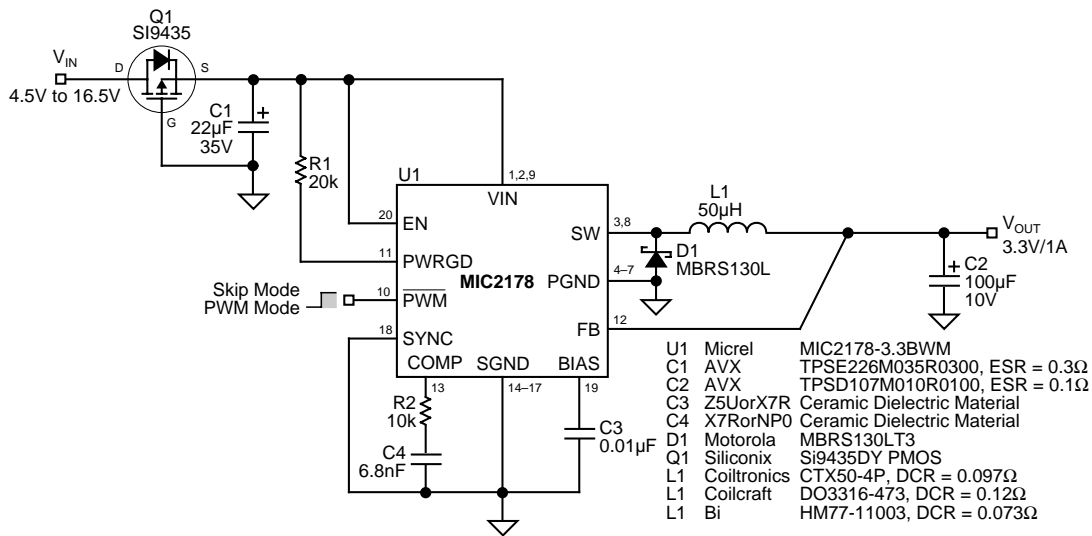 Q1
SI9435
V_IN
4.5V to 16.5V
D
S
G
C1
22µF
35V
+
R1
20k
U1
1,2,9
VIN
20
EN
11
PWRGD
MIC2178
Skip Mode
PWM Mode
10
PWM
18
SYNC
COMP
SGND
BIAS
13
14–17
19
SW
3,8
PGND
4–7
FB
12
L1
50µH
D1
MBRS130L
V_OUT
3.3V/1A
C2
100µF
10V
+
R2
10k
C4
6.8nF
C3
0.01µF
U1 Micrel MIC2178-3.3BWM
C1 AVX TPSE226M035R0300, ESR = 0.3Ω
C2 AVX TPSD107M010R0100, ESR = 0.1Ω
C3 Z5UorX7R Ceramic Dielectric Material
C4 X7RorNP0 Ceramic Dielectric Material
D1 Motorola MBRS130LT3
Q1 Siliconix Si9435DY PMOS
L1 Coiltronics CTX50-4P, DCR = 0.097Ω
L1 Coilcraft DO3316-473, DCR = 0.12Ω
L1 Bi HM77-11003, DCR = 0.073Ω